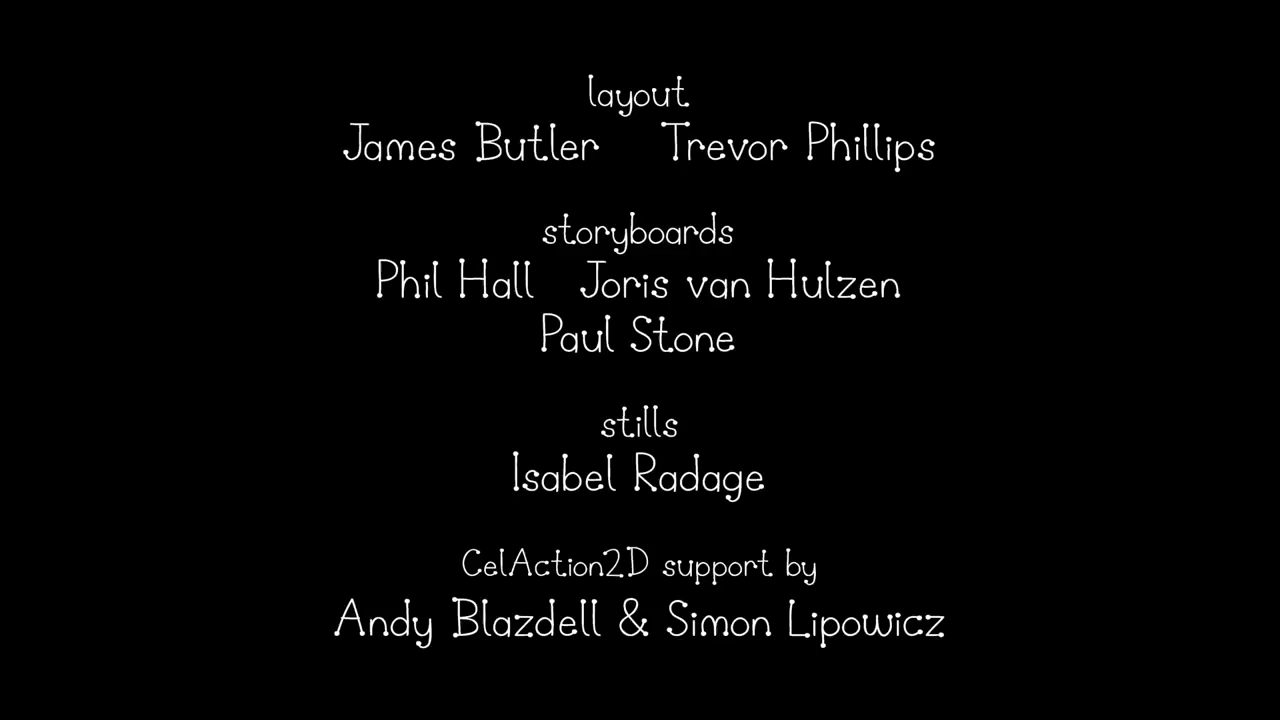 layout
James Butler Trevor Phillips
storyboards
Phil Hall Joris van Hulzen
Paul Stone
stills
Isabel Radage
CelAction2D support by
Andy Blazdell & Simon Lipowicz